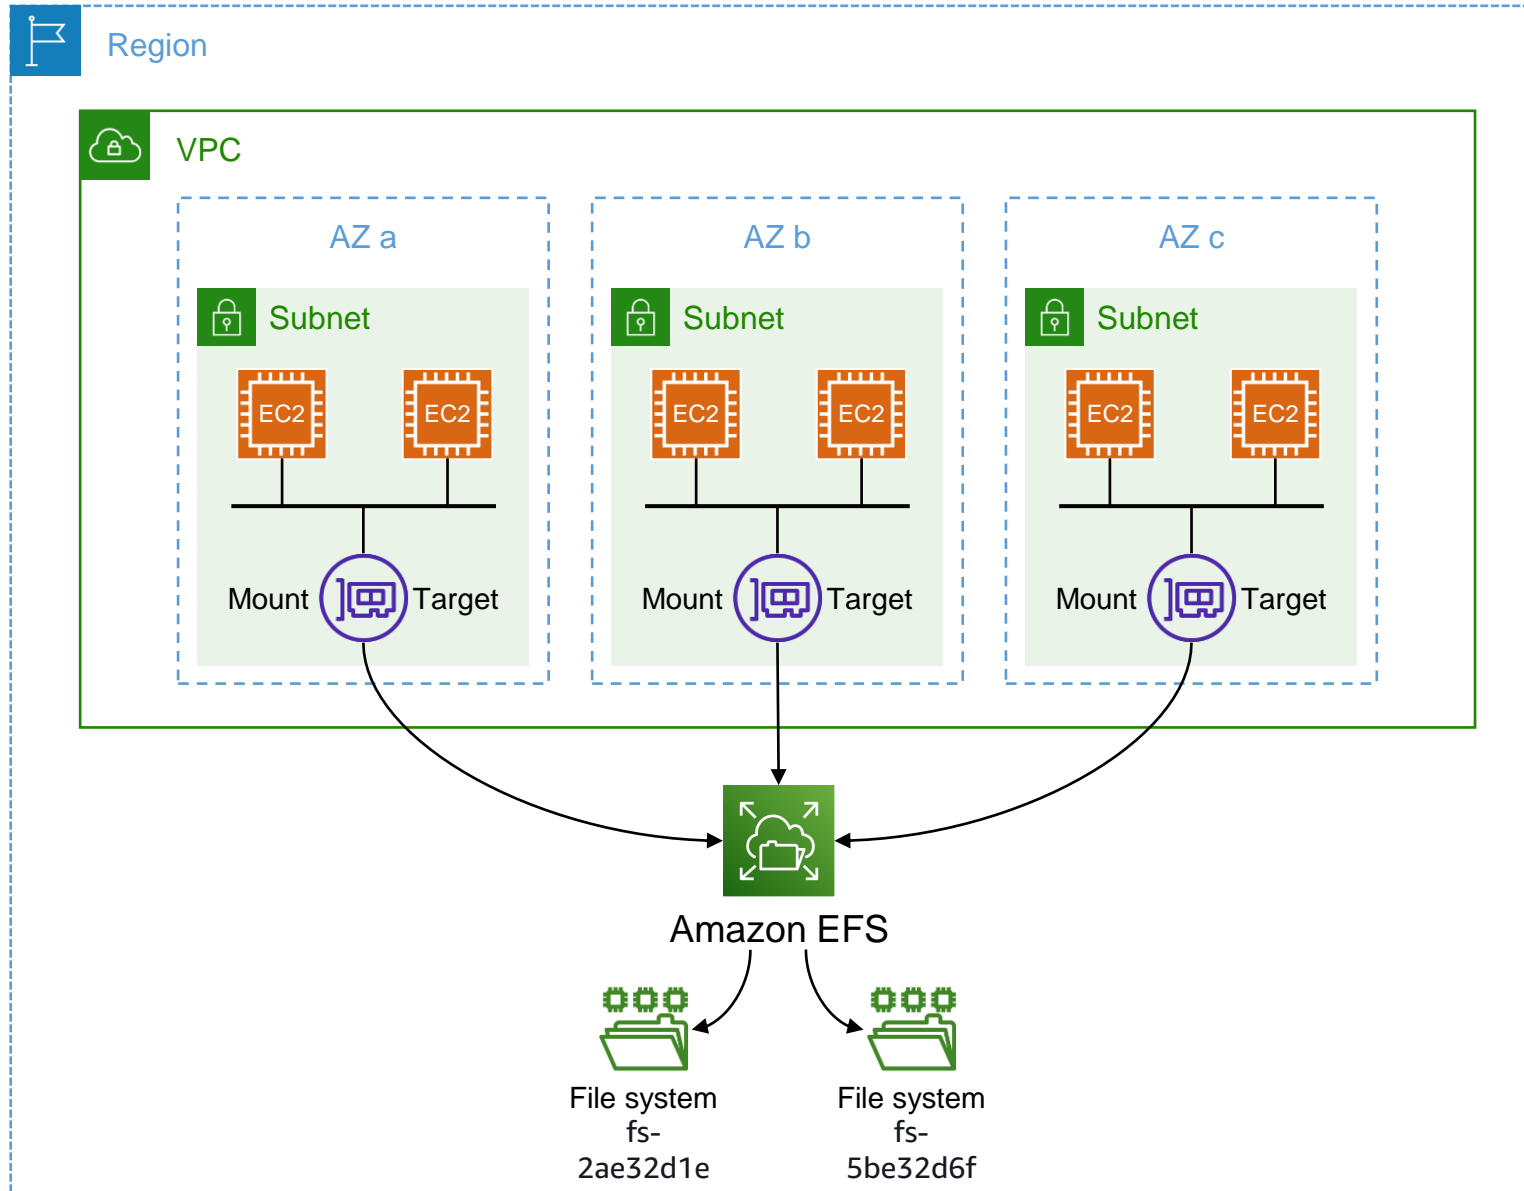 Region
VPC
AZ a
AZ b
AZ c
Subnet
Subnet
Subnet
EC2
EC2
EC2
EC2
EC2
EC2
Mount Target
Mount Target
Mount Target
Amazon EFS
File system
fs-
2ae32d1e
File system
fs-
5be32d6f